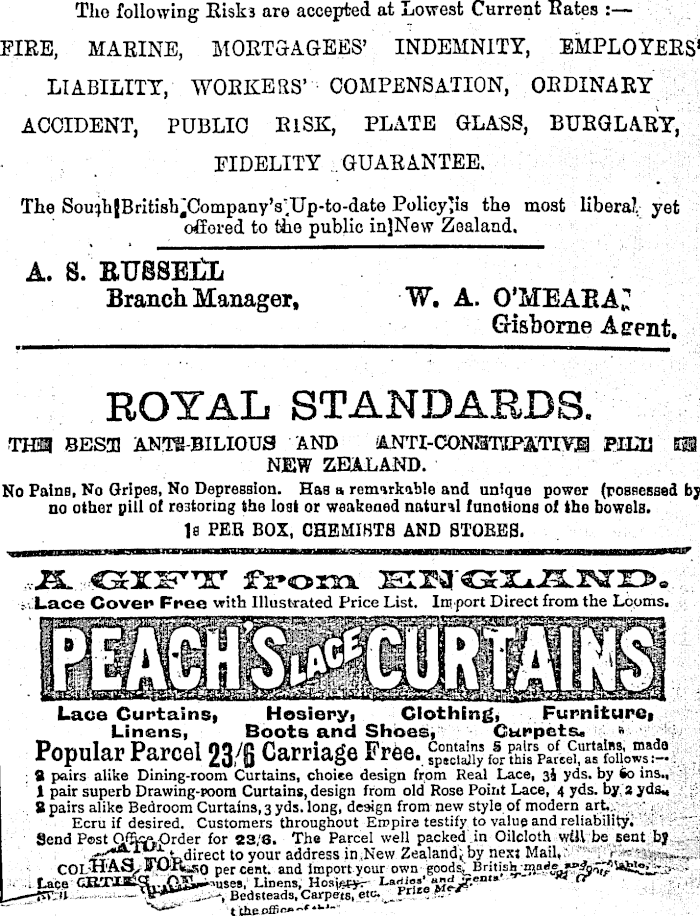 The following Risks are accepted at Lowest Current Rates :—
FIRE, MARINE, MORTGAGEES' INDEMNITY, EMPLOYERS'
LIABILITY, WORKERS' COMPENSATION, ORDINARY
ACCIDENT, PUBLIC RISK, PLATE GLASS, BURGLARY,
FIDELITY GUARANTEE.
The South British Company's Up-to-date Policy is the most liberal yet
offered to the public in New Zealand.
A. S. RUSSELL
Branch Manager,
W. A. O'MEARA,
Gisborne Agent.
ROYAL STANDARDS.
THE BEST ANTI-BILIOUS AND ANTI-CONSTIPATIVE PILL IN
NEW ZEALAND.
No Pains, No Gripes, No Depression. Has a remarkable and unique power (possessed by
no other pill of restoring the lost or weakened natural functions of the bowels.
1s PER BOX, CHEMISTS AND STORES.
A GIFT from ENGLAND.
Lace Cover Free with Illustrated Price List. Import Direct from the Looms.
PEACH'S LACE CURTAINS
Lace Curtains, Hosiery, Clothing, Furniture,
Linens, Boots and Shoes, Carpets.
Popular Parcel 23/6 Carriage Free. Contains 5 pairs of Curtains, made
specially for this Parcel, as follows:—
2 pairs alike Dining-room Curtains, choice design from Real Lace, 3½ yds. by 60 ins.,
1 pair superb Drawing-room Curtains, design from old Rose Point Lace, 4 yds. by 2 yds.,
2 pairs alike Bedroom Curtains, 3 yds. long, design from new style of modern art.
Ecru if desired. Customers throughout Empire testify to value and reliability.
Send Post Office Order for 23/6. The Parcel well packed in Oilcloth will be sent by
direct to your address in New Zealand, by next Mail.
HAS FOR 50 per cent. and import your own goods, British made
Lace Linens, Hosiery, Ladies' and Gents'
Bedsteads, Carpets, etc. Prize
t the office of